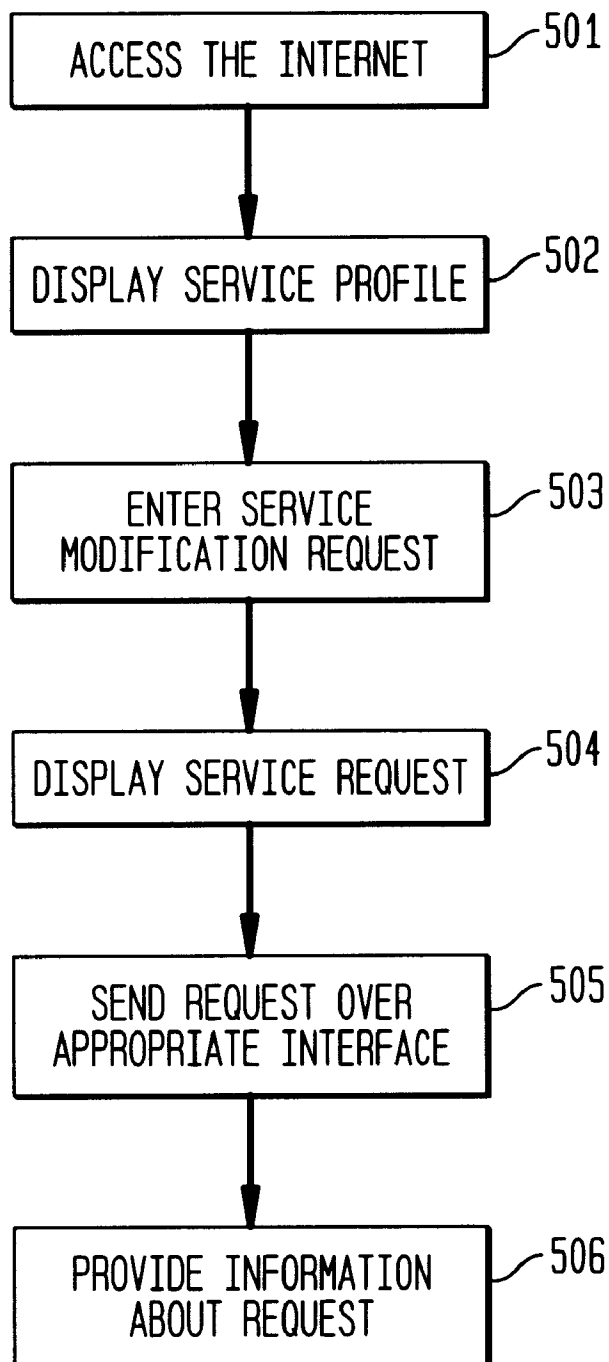 501
ACCESS THE INTERNET
502
DISPLAY SERVICE PROFILE
503
ENTER SERVICE
MODIFICATION REQUEST
504
DISPLAY SERVICE REQUEST
505
SEND REQUEST OVER
APPROPRIATE INTERFACE
506
PROVIDE INFORMATION
ABOUT REQUEST